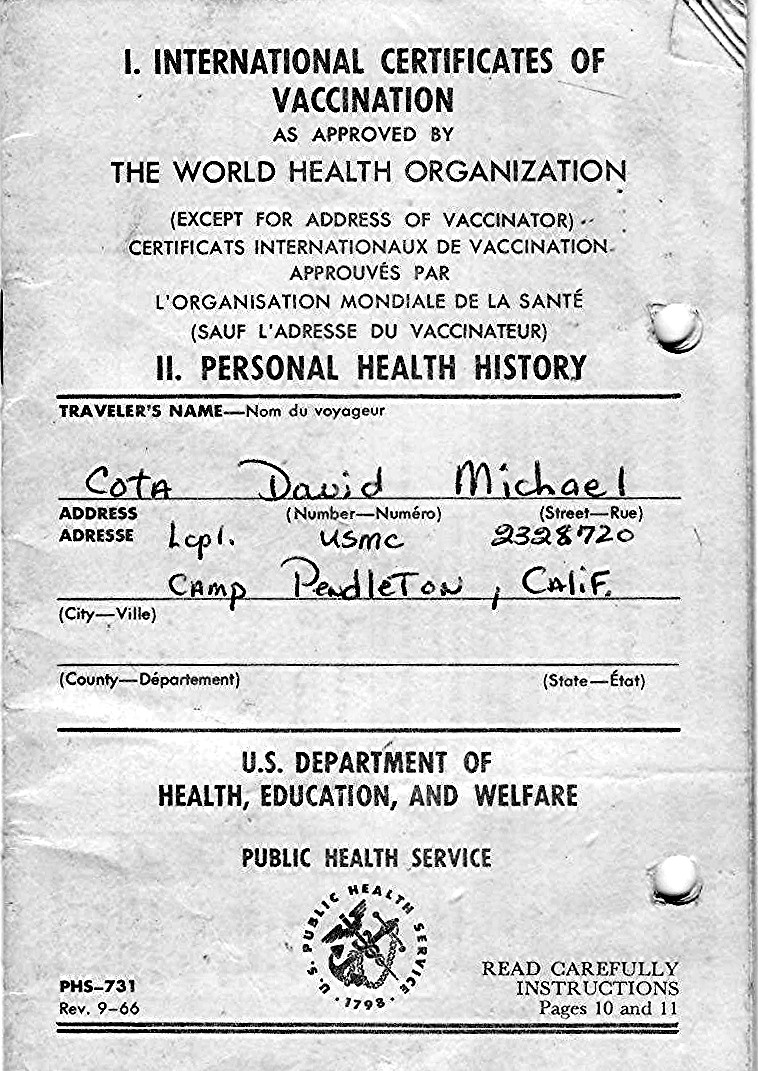 I. INTERNATIONAL CERTIFICATES OF
VACCINATION
AS APPROVED BY
THE WORLD HEALTH ORGANIZATION
(EXCEPT FOR ADDRESS OF VACCINATOR)
CERTIFICATS INTERNATIONAUX DE VACCINATION
APPROUVÉS PAR
L'ORGANISATION MONDIALE DE LA SANTÉ
(SAUF L'ADRESSE DU VACCINATEUR)
II. PERSONAL HEALTH HISTORY
TRAVELER'S NAME—Nom du voyageur
Cota David Michael
ADDRESS (Number—Numéro) (Street—Rue)
ADRESSE Lcpl. USMC 2328720
Camp Pendleton, Calif.
(City—Ville)
(County—Département) (State—État)
U.S. DEPARTMENT OF
HEALTH, EDUCATION, AND WELFARE
PUBLIC HEALTH SERVICE
U.S. PUBLIC HEALTH SERVICE
1798
READ CAREFULLY
PHS–731 INSTRUCTIONS
Rev. 9–66 Pages 10 and 11